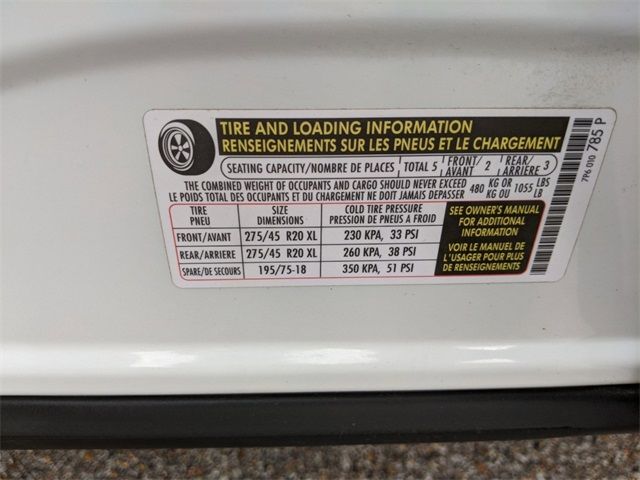 TIRE AND LOADING INFORMATION
RENSEIGNEMENTS SUR LES PNEUS ET LE CHARGEMENT
SEATING CAPACITY/NOMBRE DE PLACES TOTAL 5 FRONT/AVANT 2 REAR/ARRIERE 3
THE COMBINED WEIGHT OF OCCUPANTS AND CARGO SHOULD NEVER EXCEED 480 KG OR 1055 LBS
LE POIDS TOTAL DES OCCUPANTS ET DU CHARGEMENT NE DOIT JAMAIS DEPASSER KG OU LB
TIRE PNEU SIZE DIMENSIONS COLD TIRE PRESSURE PRESSION DE PNEUS A FROID
FRONT/AVANT 275/45 R20 XL 230 KPA, 33 PSI
REAR/ARRIERE 275/45 R20 XL 260 KPA, 38 PSI
SPARE/DE SECOURS 195/75-18 350 KPA, 51 PSI
SEE OWNER'S MANUAL
FOR ADDITIONAL
INFORMATION
VOIR LE MANUEL DE
L'USAGER POUR PLUS
DE RENSEIGNEMENTS
7P6 010 785 P